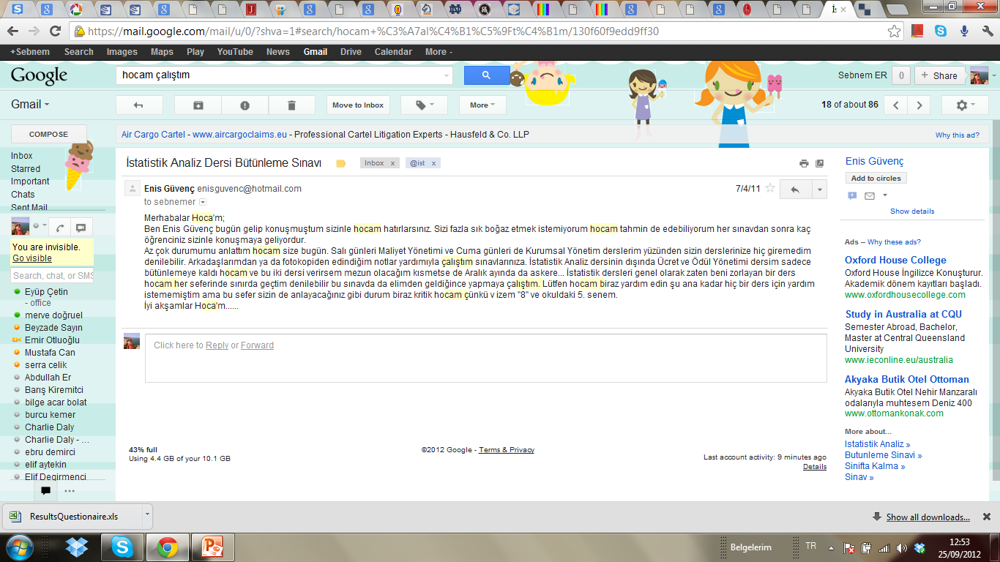 https://mail.google.com/mail/u/0/?shva=1#search/hocam+%C3%A7al%C4%B1%C5%9Ft%C4%B1m/130f60f9edd9ff30
+Sebnem Search Images Maps Play YouTube News Gmail Drive Calendar More
Google hocam çalıştım Sebnem ER 0 + Share
Gmail Move to Inbox More 18 of about 86
COMPOSE
Air Cargo Cartel - www.aircargoclaims.eu - Professional Cartel Litigation Experts - Hausfeld & Co. LLP Why this ad?
Inbox
Starred
Important
Chats
Sent Mail
You are invisible.
Go visible
Search, chat, or SMS
Eyüp Çetin
- office
merve doğruel
Beyzade Sayın
Emir Otluoğlu
Mustafa Can
serra celik
Abdullah Er
Barış Kiremitci
bilge acar bolat
burcu kemer
Charlie Daly
Charlie Daly - ...
ebru demirci
elif aytekin
Elif Degirmenci
İstatistik Analiz Dersi Bütünleme Sınavı Inbox x @ist x
Enis Güvenç enisguvenc@hotmail.com 7/4/11
to sebnemer
Merhabalar Hoca'm;
Ben Enis Güvenç bugün gelip konuşmuştum sizinle hocam hatırlarsınız. Sizi fazla sık boğaz etmek istemiyorum hocam tahmin de edebiliyorum her sınavdan sonra kaç
öğrenciniz sizinle konuşmaya geliyordur.
Az çok durumumu anlattım hocam size bugün. Salı günleri Maliyet Yönetimi ve Cuma günleri de Kurumsal Yönetim derslerim yüzünden sizin derslerinize hiç giremedim
denilebilir. Arkadaşlarımdan ya da fotokopiden edindiğim notlar yardımıyla çalıştım sınavlarınıza. İstatistik Analiz dersinin dışında Ücret ve Ödül Yönetimi dersim sadece
bütünlemeye kaldı hocam ve bu iki dersi verirsem mezun olacağım kısmetse de Aralık ayında da askere... İstatistik dersleri genel olarak zaten beni zorlayan bir ders
hocam her seferinde sınırda geçtim denilebilir bu sınavda da elimden geldiğince yapmaya çalıştım. Lütfen hocam biraz yardım edin şu ana kadar hiç bir ders için yardım
istememiştim ama bu sefer sizin de anlayacağınız gibi durum biraz kritik hocam çünkü v izem "8" ve okuldaki 5. senem.
İyi akşamlar Hoca'm......
Click here to Reply or Forward
43% full
Using 4.4 GB of your 10.1 GB
©2012 Google - Terms & Privacy
Last account activity: 9 minutes ago
Details
Enis Güvenç
Add to circles
Show details
Ads – Why these ads?
Oxford House College
Oxford House İngilizce Konuşturur.
Akademik dönem kayıtları başladı.
www.oxfordhousecollege.com
Study in Australia at CQU
Semester Abroad, Bachelor,
Master at Central Queensland
University
www.ieconline.eu/australia
Akyaka Butik Otel Ottoman
Akyaka Butik Otel Nehir Manzaralı
odalarıyla muhtesem Deniz 400
www.ottomankonak.com
More about...
Istatistik Analiz »
Butunleme Sinavi »
Sinifta Kalma »
Sinav »
ResultsQuestionaire.xls Show all downloads...
Belgelerim TR 12:53
25/09/2012